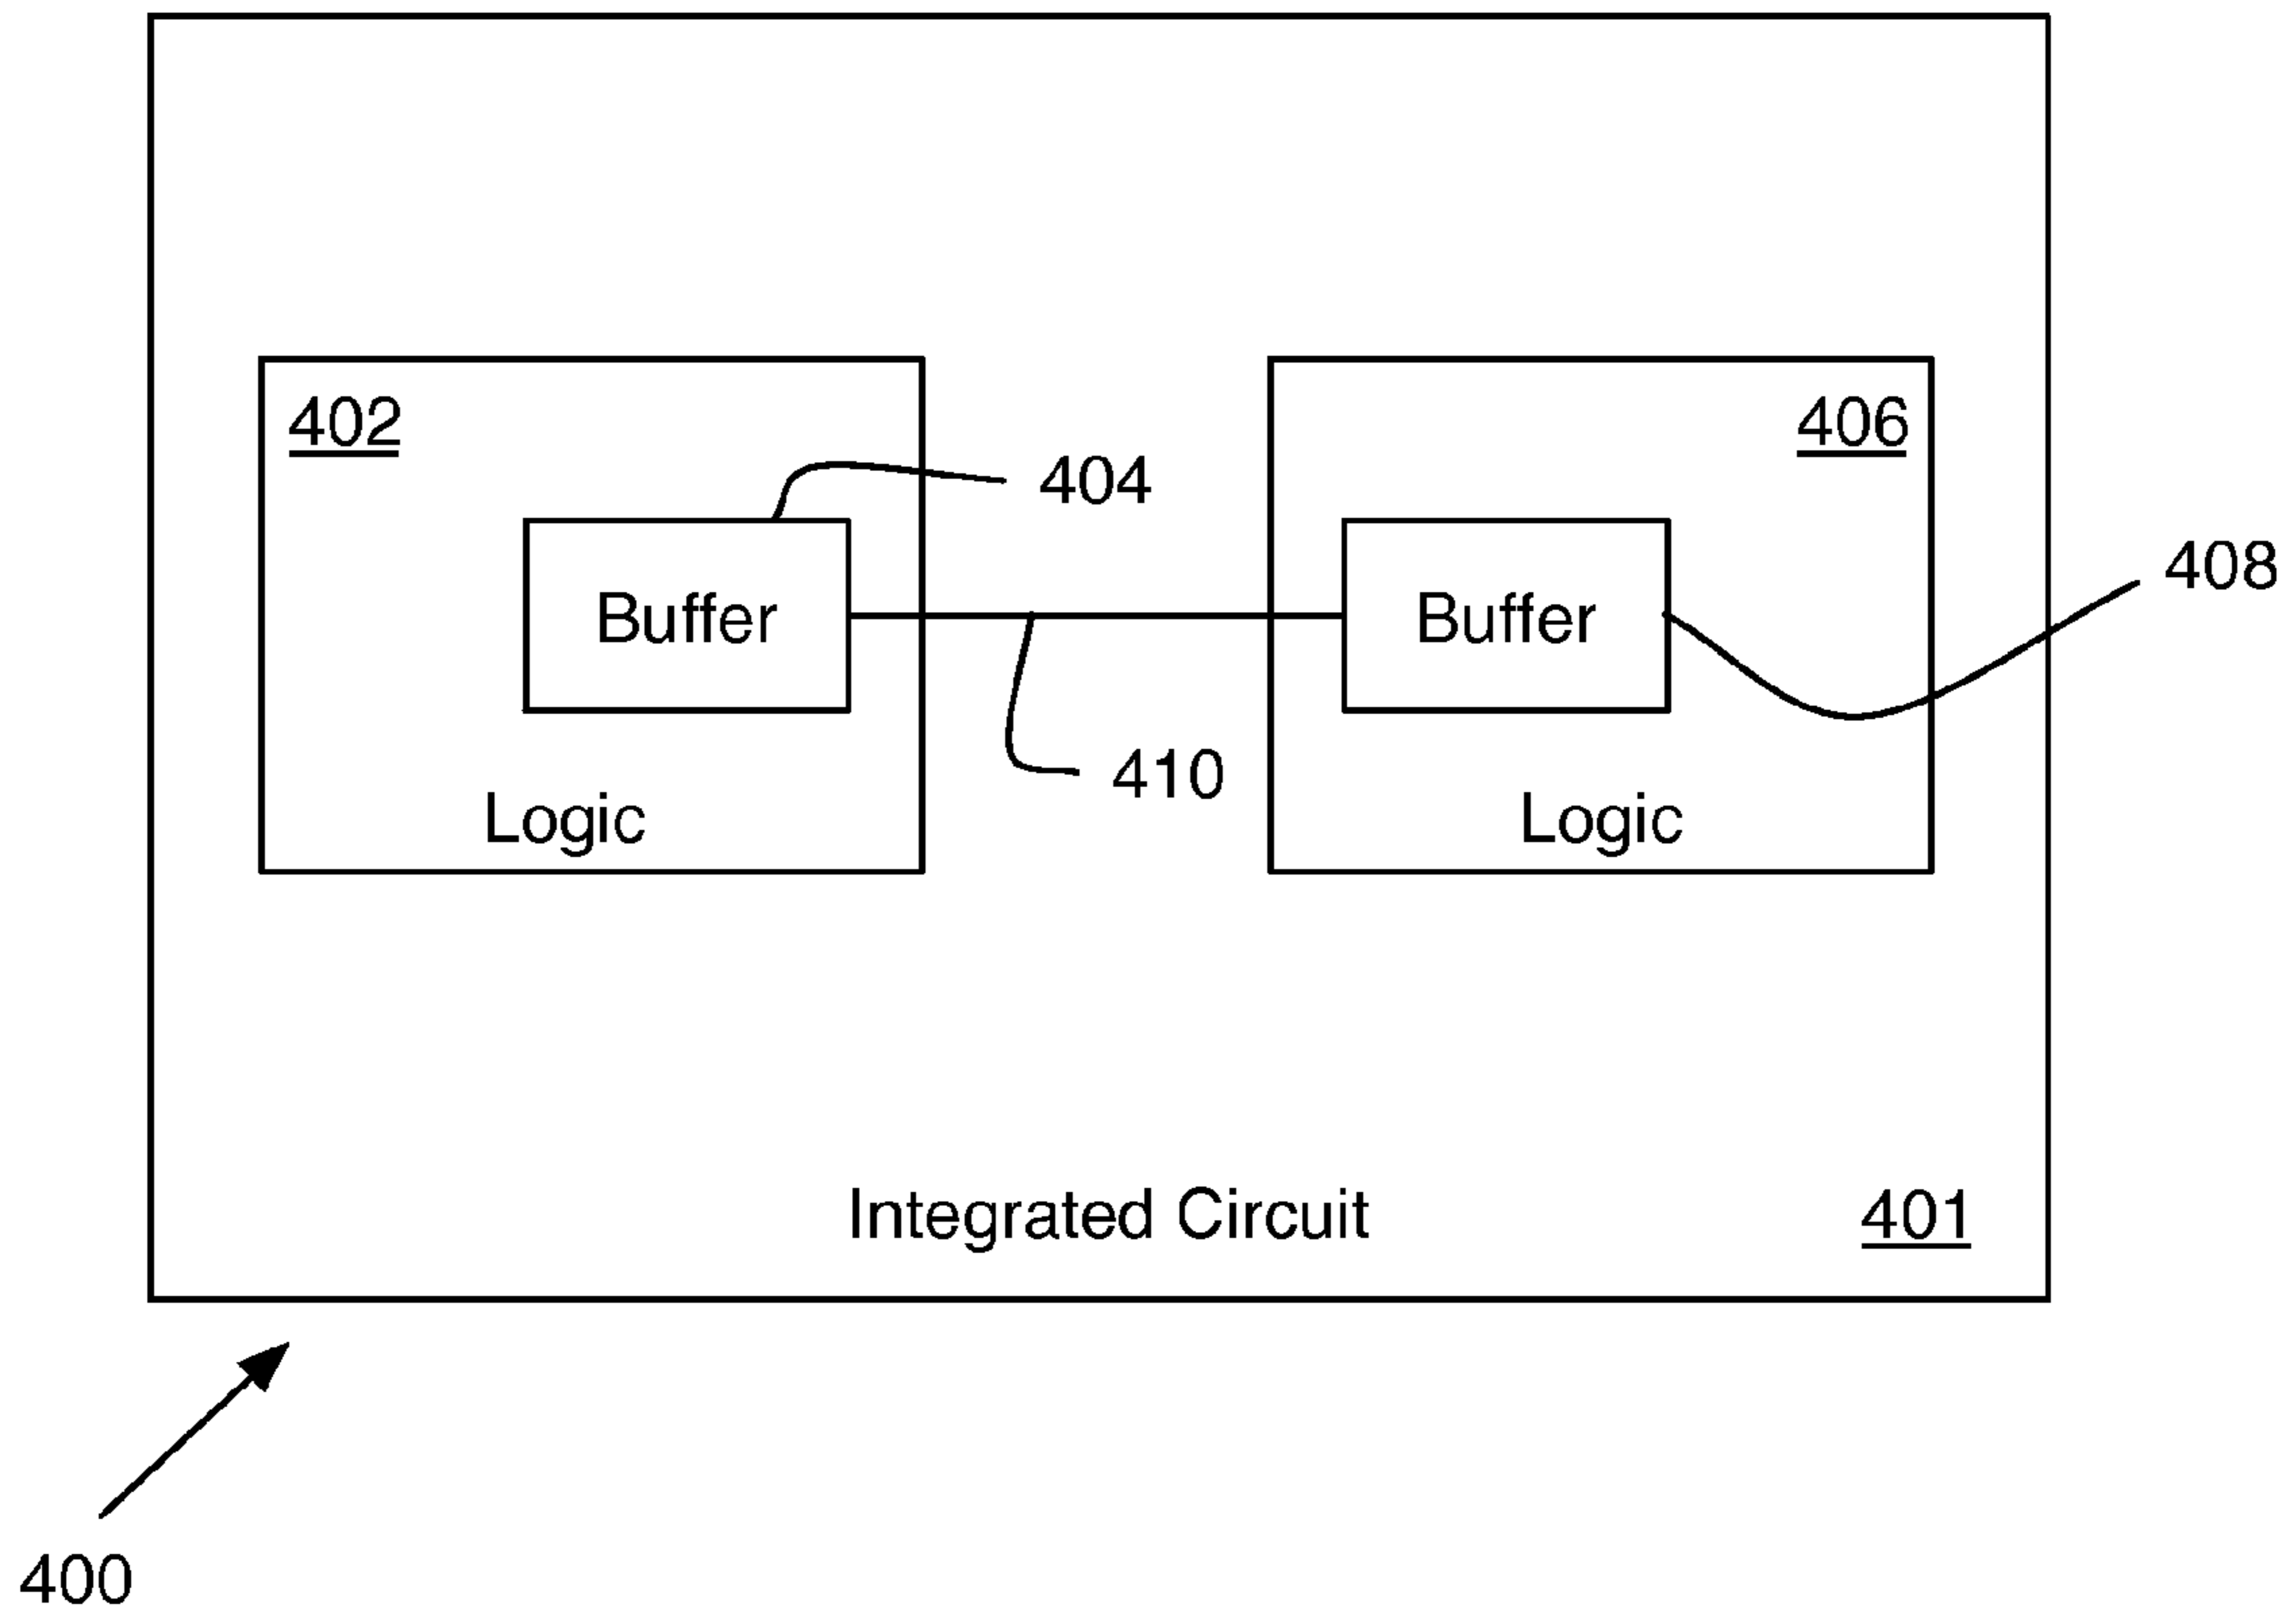 402
406
404
408
Buffer
Buffer
410
Logic
Logic
Integrated Circuit
401
400